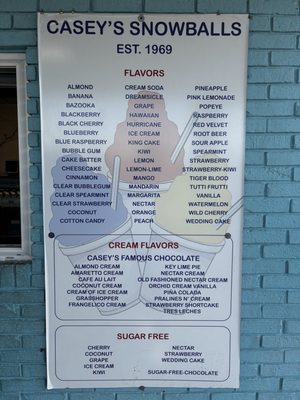 CASEY'S SNOWBALLS
EST. 1969
FLAVORS
ALMOND
BANANA
BAZOOKA
BLACKBERRY
BLACK CHERRY
BLUEBERRY
BLUE RASPBERRY
BUBBLE GUM
CAKE BATTER
CHEESECAKE
CINNAMON
CLEAR BUBBLEGUM
CLEAR SPEARMINT
CLEAR STRAWBERRY
COCONUT
COTTON CANDY
CREAM SODA
DREAMSICLE
GRAPE
HAWAIIAN
HURRICANE
ICE CREAM
KING CAKE
KIWI
LEMON
LEMON-LIME
MANGO
MANDARIN
MARGARITA
NECTAR
ORANGE
PEACH
PINEAPPLE
PINK LEMONADE
POPEYE
RASPBERRY
RED VELVET
ROOT BEER
SOUR APPLE
SPEARMINT
STRAWBERRY
STRAWBERRY-KIWI
TIGER BLOOD
TUTTI FRUTTI
VANILLA
WATERMELON
WILD CHERRY
WEDDING CAKE
CREAM FLAVORS
CASEY'S FAMOUS CHOCOLATE
ALMOND CREAM
AMARETTO CREAM
CAFE AU LAIT
COCONUT CREAM
CREAM OF ICE CREAM
GRASSHOPPER
FRANGELICO CREAM
KEY LIME PIE
NECTAR CREAM
OLD FASHIONED NECTAR CREAM
ORCHID CREAM VANILLA
PIÑA COLADA
PRALINES N' CREAM
STRAWBERRY SHORTCAKE
TRES LECHES
SUGAR FREE
CHERRY
COCONUT
GRAPE
ICE CREAM
KIWI
NECTAR
STRAWBERRY
WEDDING CAKE
SUGAR-FREE-CHOCOLATE